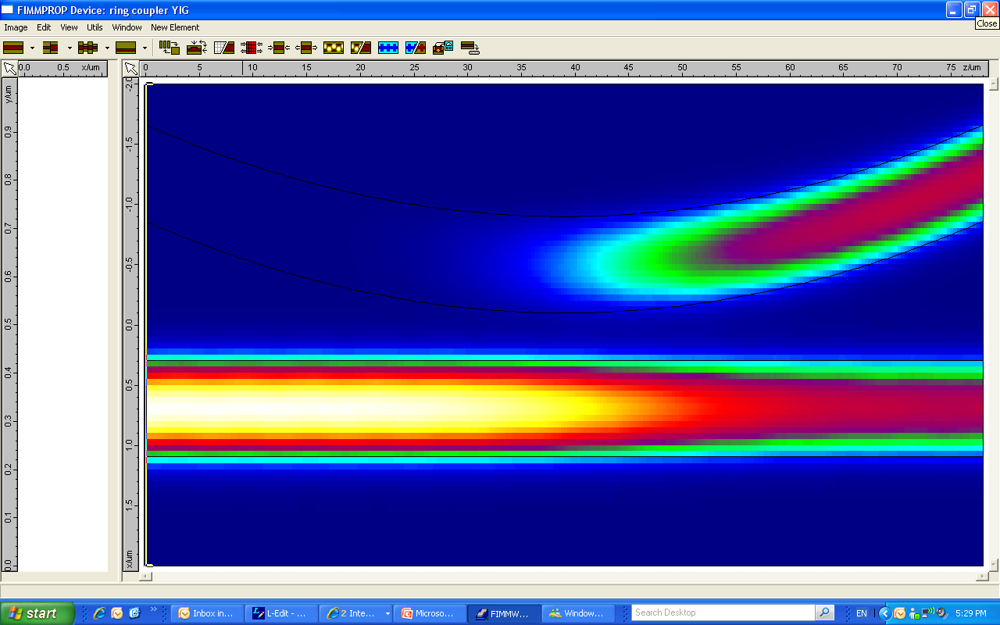 FIMMPROP Device: ring coupler YIG
Close
Image Edit View Utils Window New Element
0.0 0.5 x/um
0 5 10 15 20 25 30 35 40 45 50 55 60 65 70 75 z/um
y/um
0.9
0.8
0.7
0.6
0.5
0.4
0.3
0.2
0.1
0.0
-2.0
-1.5
-1.0
-0.5
0.0
0.5
1.0
1.5
x/um
start
»
Inbox in...
L-Edit - ...
2 Inte...
Microso...
FIMMW...
Window...
Search Desktop
EN
5:29 PM